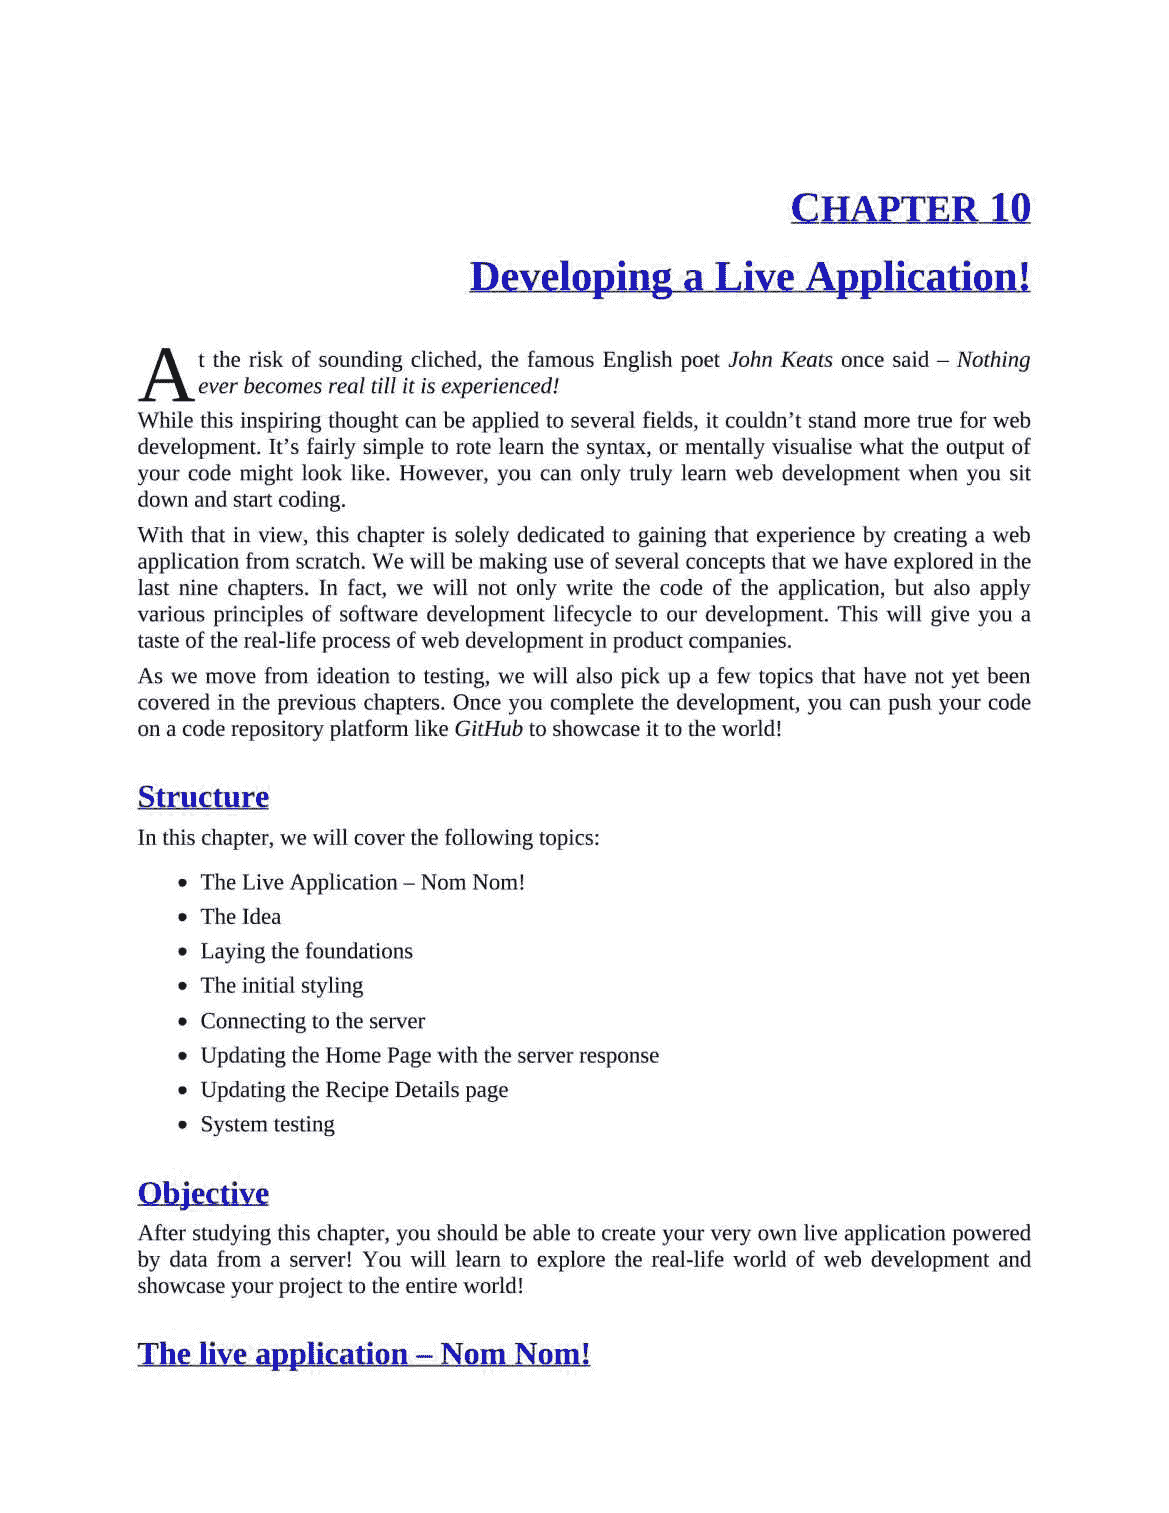 CHAPTER 10
Developing a Live Application!
At the risk of sounding cliched, the famous English poet John Keats once said – Nothing
ever becomes real till it is experienced!
While this inspiring thought can be applied to several fields, it couldn’t stand more true for web
development. It’s fairly simple to rote learn the syntax, or mentally visualise what the output of
your code might look like. However, you can only truly learn web development when you sit
down and start coding.
With that in view, this chapter is solely dedicated to gaining that experience by creating a web
application from scratch. We will be making use of several concepts that we have explored in the
last nine chapters. In fact, we will not only write the code of the application, but also apply
various principles of software development lifecycle to our development. This will give you a
taste of the real-life process of web development in product companies.
As we move from ideation to testing, we will also pick up a few topics that have not yet been
covered in the previous chapters. Once you complete the development, you can push your code
on a code repository platform like GitHub to showcase it to the world!
Structure
In this chapter, we will cover the following topics:
• The Live Application – Nom Nom!
• The Idea
• Laying the foundations
• The initial styling
• Connecting to the server
• Updating the Home Page with the server response
• Updating the Recipe Details page
• System testing
Objective
After studying this chapter, you should be able to create your very own live application powered
by data from a server! You will learn to explore the real-life world of web development and
showcase your project to the entire world!
The live application – Nom Nom!